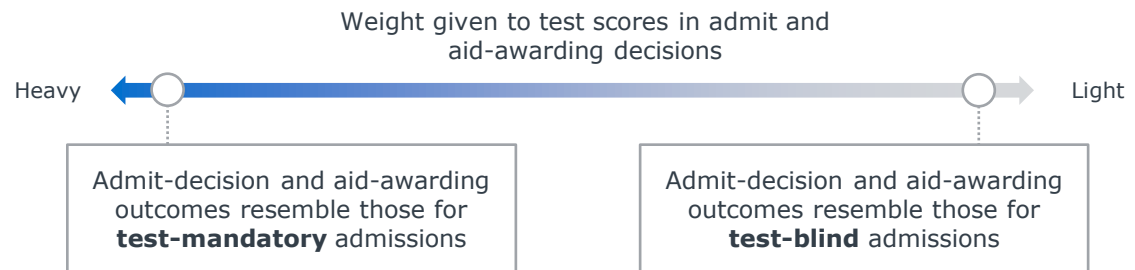 Weight given to test scores in admit and
aid-awarding decisions
Heavy
Light
Admit-decision and aid-awarding
outcomes resemble those for
test-mandatory admissions
Admit-decision and aid-awarding
outcomes resemble those for
test-blind admissions